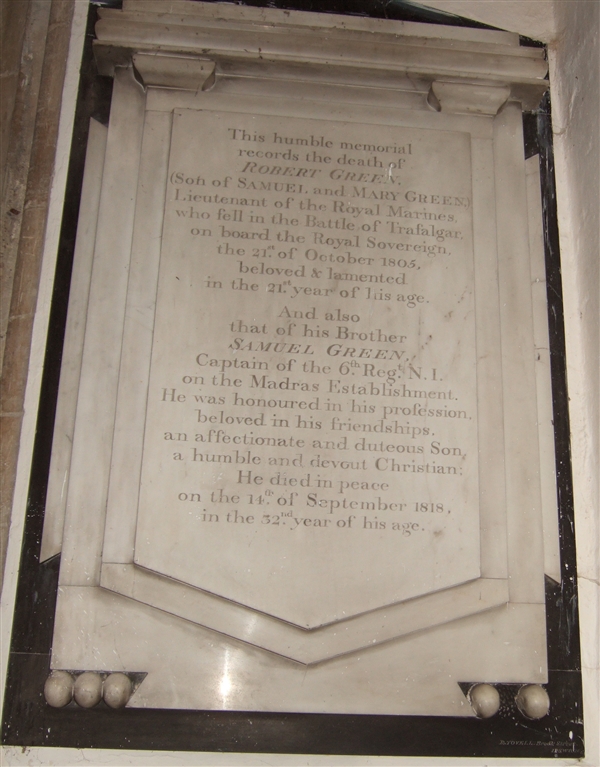 This humble memorial
records the death of
ROBERT GREEN,
(Son of SAMUEL and MARY GREEN,)
Lieutenant of the Royal Marines,
who fell in the Battle of Trafalgar,
on board the Royal Sovereign,
the 21st of October 1805,
beloved & lamented
in the 21st year of his age.
And also
that of his Brother
SAMUEL GREEN,
Captain of the 6th Regt. N.I.
on the Madras Establishment.
He was honoured in his profession,
beloved in his friendships,
an affectionate and duteous Son,
a humble and devout Christian;
He died in peace
on the 14th of September 1818,
in the 32nd year of his age.